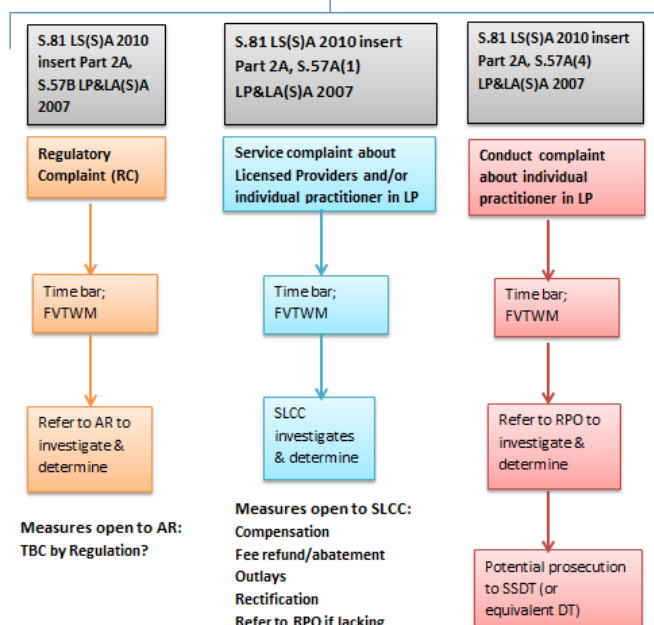 S.81 LS(S)A 2010
insert Part 2A,
S.57B LP&LA(S)A
2007
S.81 LS(S)A 2010 insert
Part 2A, S.57A(1)
LP&LA(S)A 2007
S.81 LS(S)A 2010 insert
Part 2A, S.57A(4)
LP&LA(S)A 2007
Regulatory
Complaint (RC)
Service complaint about
Licensed Providers and/or
individual practitioner in LP
Conduct complaint
about individual
practitioner in LP
Time bar;
FVTWM
Time bar;
FVTWM
Time bar;
FVTWM
Refer to AR to
investigate &
determine
SLCC
investigates
& determine
Refer to RPO to
investigate &
determine
Measures open to AR:
TBC by Regulation?
Measures open to SLCC:
Compensation
Fee refund/abatement
Outlays
Rectification
Refer to RPO if lacking
Potential prosecution
to SSDT (or
equivalent DT)